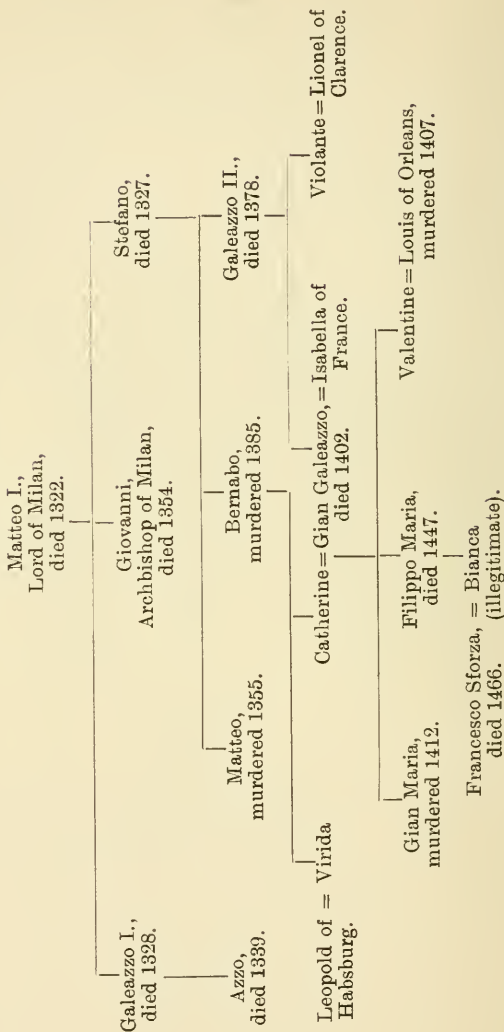 Matteo I.,
Lord of Milan,
died 1322.
Galeazzo I.,
died 1328.
Giovanni,
Archbishop of Milan,
died 1354.
Stefano,
died 1327.
Azzo,
died 1339.
Matteo,
murdered 1355.
Bernabo,
murdered 1385.
Galeazzo II.,
died 1378.
Leopold of = Virida
Habsburg.
Catherine = Gian Galeazzo, = Isabella of
died 1402. France.
Violante = Lionel of
Clarence.
Gian Maria,
murdered 1412.
Filippo Maria,
died 1447.
Valentine = Louis of Orleans,
murdered 1407.
Francesco Sforza, = Bianca
died 1466. (illegitimate).